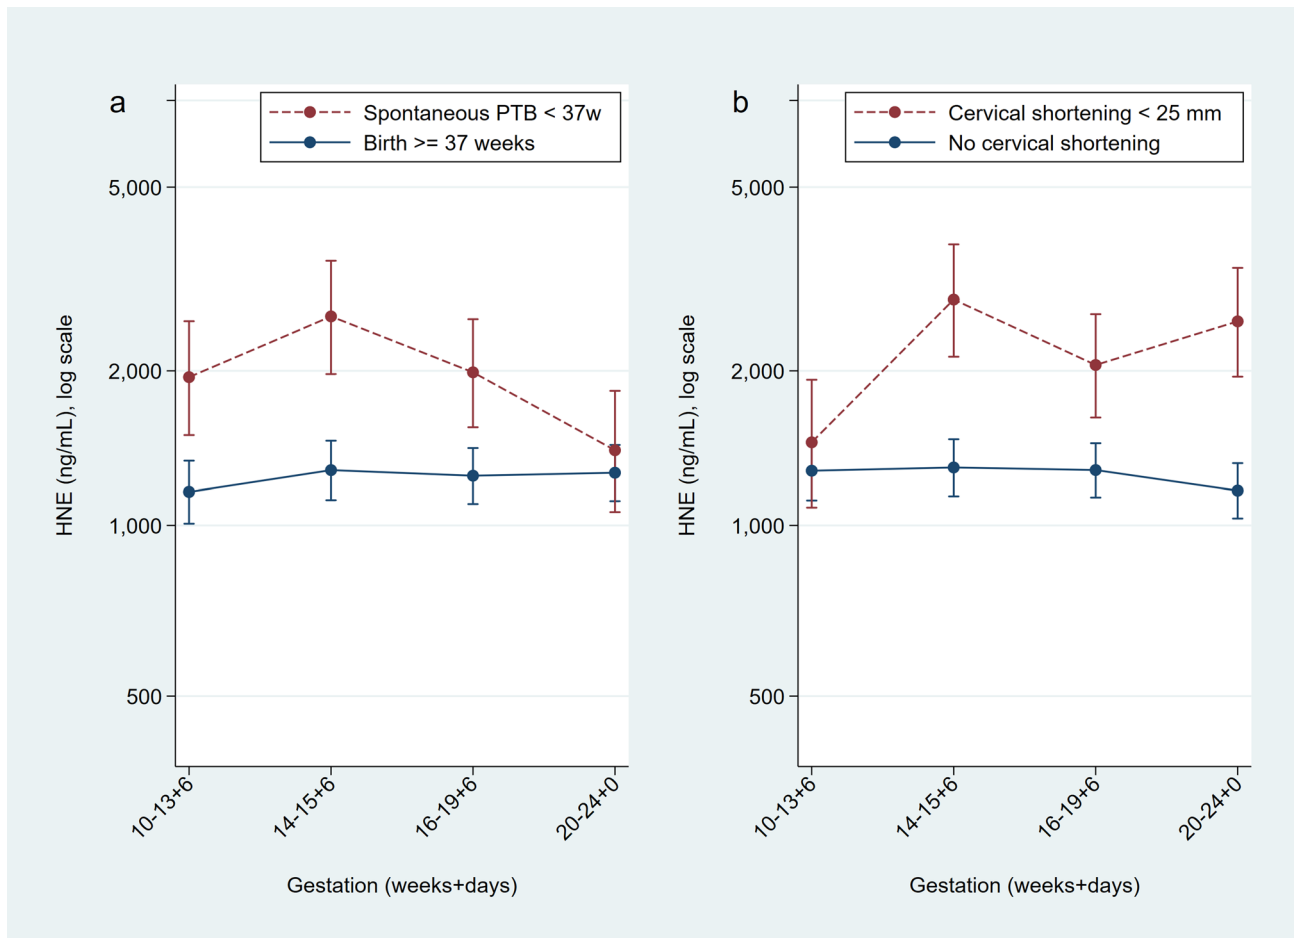 a
Spontaneous PTB < 37w
Birth >= 37 weeks
5,000
2,000
1,000
500
HNE (ng/mL), log scale
10-13+6
14-15+6
16-19+6
20-24+0
Gestation (weeks+days)
b
Cervical shortening < 25 mm
No cervical shortening
5,000
2,000
1,000
500
HNE (ng/mL), log scale
10-13+6
14-15+6
16-19+6
20-24+0
Gestation (weeks+days)